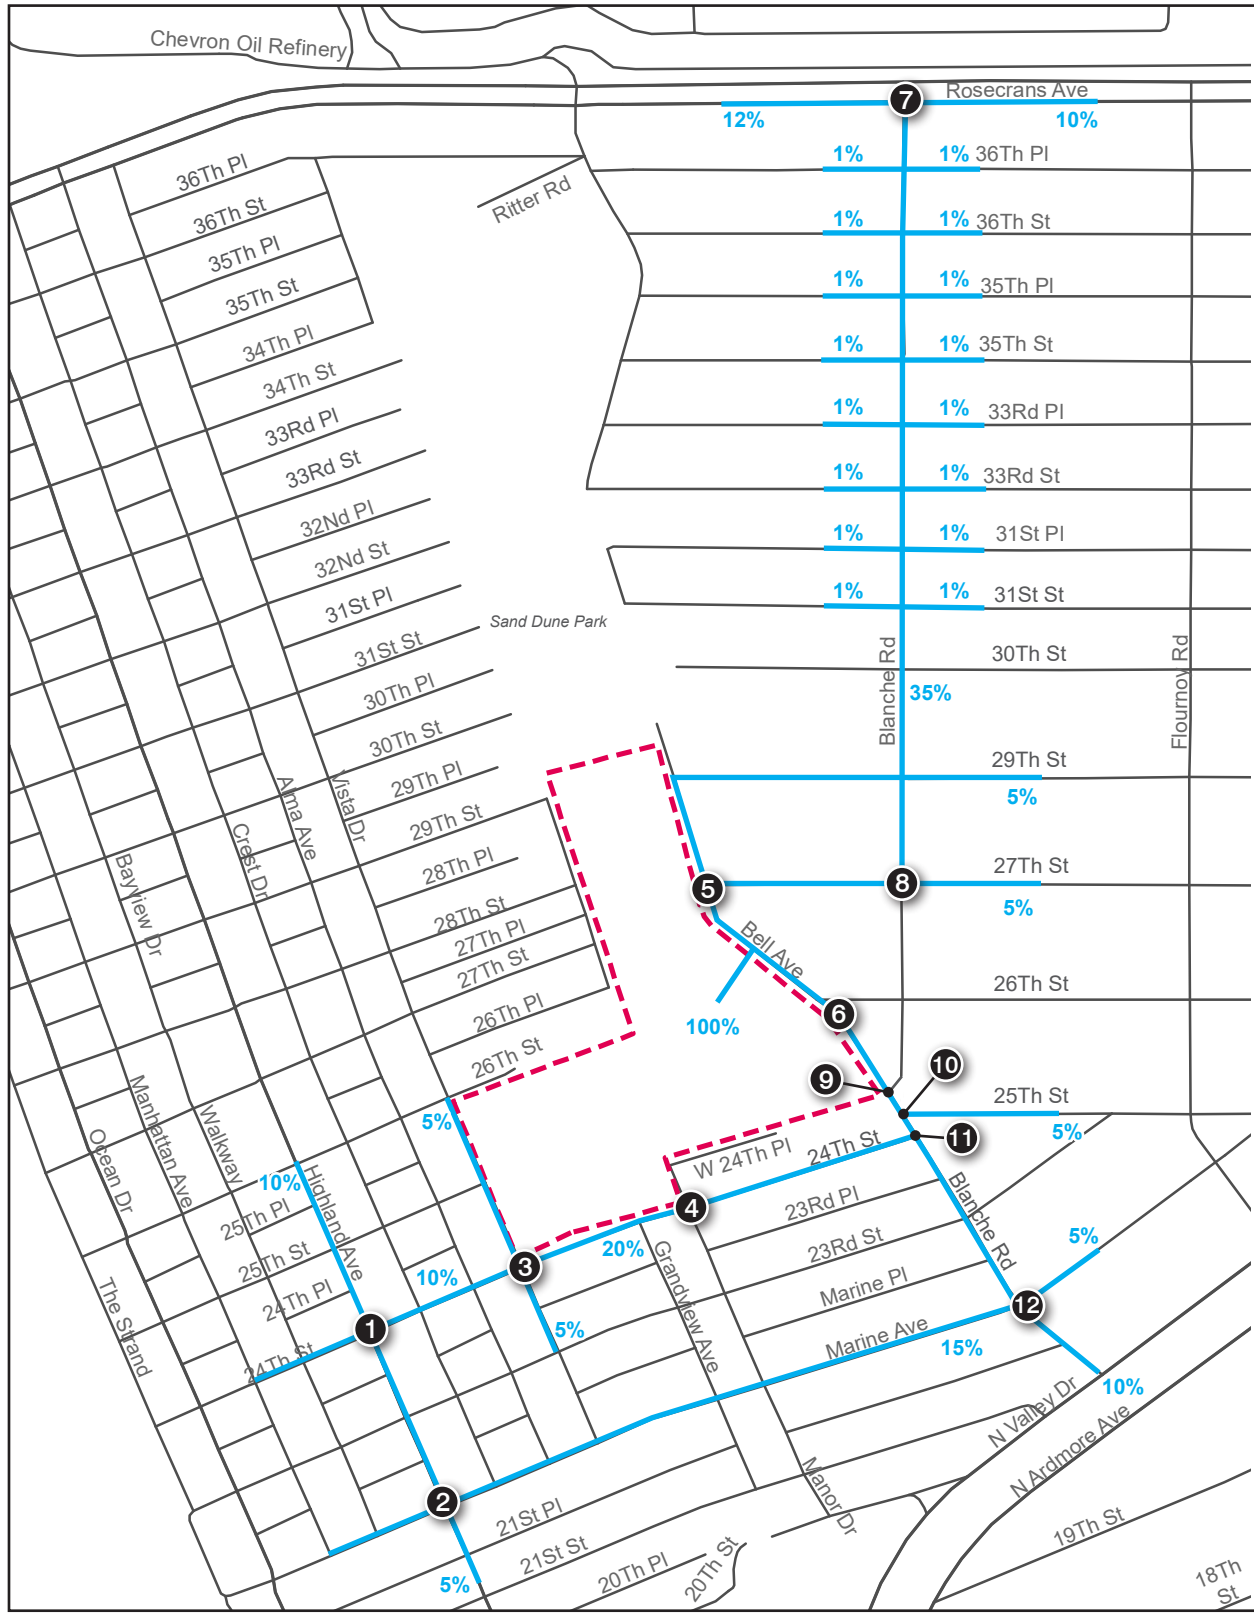 Chevron Oil Refinery
7
Rosecrans Ave
12%
10%
36Th Pl
1%
1%
36Th Pl
Ritter Rd
36Th St
1%
1%
36Th St
35Th Pl
1%
1%
35Th Pl
35Th St
1%
1%
35Th St
34Th Pl
34Th St
1%
1%
33Rd Pl
33Rd Pl
33Rd St
1%
1%
33Rd St
32Nd Pl
1%
1%
31St Pl
32Nd St
31St Pl
1%
1%
31St St
Sand Dune Park
31St St
30Th St
30Th Pl
Blanche Rd
35%
Flournoy Rd
30Th St
29Th Pl
29Th St
5%
Alma Ave
Vista Dr
29Th St
Crest Dr
28Th Pl
27Th St
5
8
5%
Bayview Dr
28Th St
27Th Pl
27Th St
Bell Ave
26Th St
26Th Pl
100%
6
26Th St
9
10
25Th St
5%
11
5%
Manhattan Ave
Walkway
Ocean Dr
W 24Th Pl
24Th St
10%
Highland Ave
25Th Pl
4
23Rd Pl
Blanche Rd
25Th St
20%
Grandview Ave
23Rd St
5%
10%
3
24Th Pl
Marine Pl
The Strand
1
12
5%
Marine Ave
15%
24Th St
10%
N Valley Dr
N Ardmore Ave
2
Manor Dr
21St Pl
21St St
19Th St
5%
20Th Pl
20Th St
18Th
St